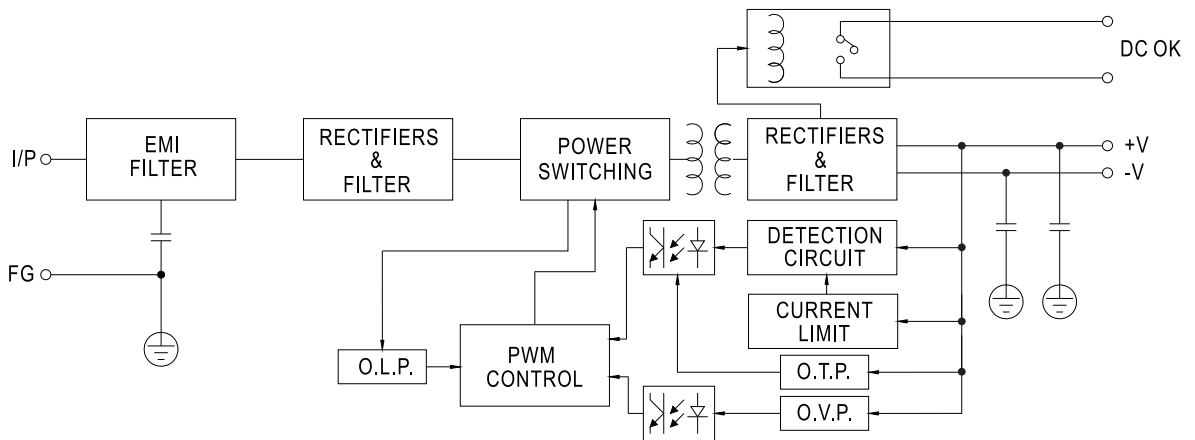 DC OK
I/P
EMI
FILTER
RECTIFIERS
&
FILTER
POWER
SWITCHING
RECTIFIERS
&
FILTER
+V
-V
DETECTION
CIRCUIT
FG
CURRENT
LIMIT
O.L.P.
PWM
CONTROL
O.T.P.
O.V.P.